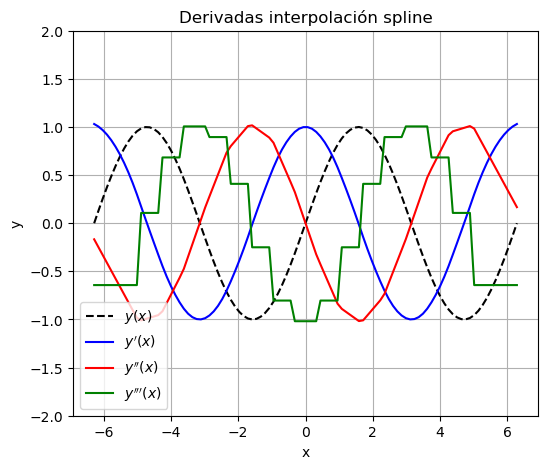 Derivadas interpolación spline
2.0
1.5
1.0
0.5
0.0
−0.5
−1.0
−1.5
−2.0
y
y(x)
y′(x)
y′′(x)
y′′′(x)
−6 −4 −2 0 2 4 6
x